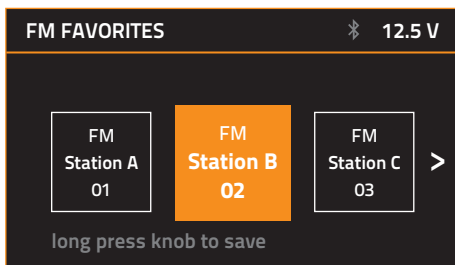 FM FAVORITES 12.5 V
FM
Station A
01
FM
Station B
02
FM
Station C
03
>
long press knob to save